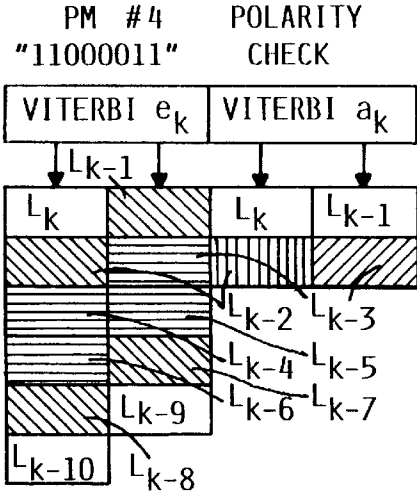 PM #4 POLARITY
"11000011" CHECK
VITERBI e_k VITERBI a_k
L_k-1
L_k L_k L_k-1
L_k-2 L_k-3
L_k-4 L_k-5
L_k-6 L_k-7
L_k-9
L_k-10 L_k-8